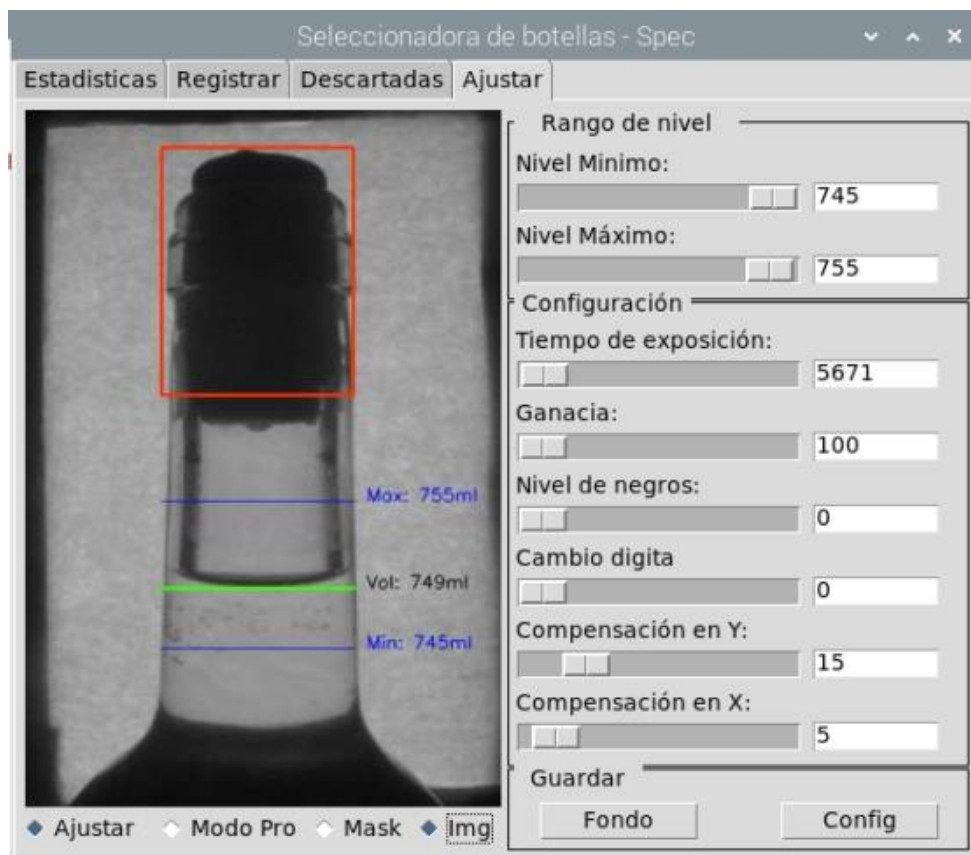 Seleccionadora de botellas - Spec
Estadisticas Registrar Descartadas Ajustar
Rango de nivel
Nivel Minimo:
745
Nivel Máximo:
755
Configuración
Tiempo de exposición:
5671
Ganacia:
100
Nivel de negros:
0
Cambio digita
0
Compensación en Y:
15
Compensación en X:
5
Guardar
Fondo Config
Max: 755ml
Vol: 749ml
Min: 745ml
Ajustar Modo Pro Mask Img